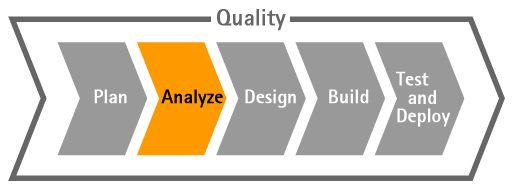 Quality
Plan
Analyze
Design
Build
Test
and
Deploy